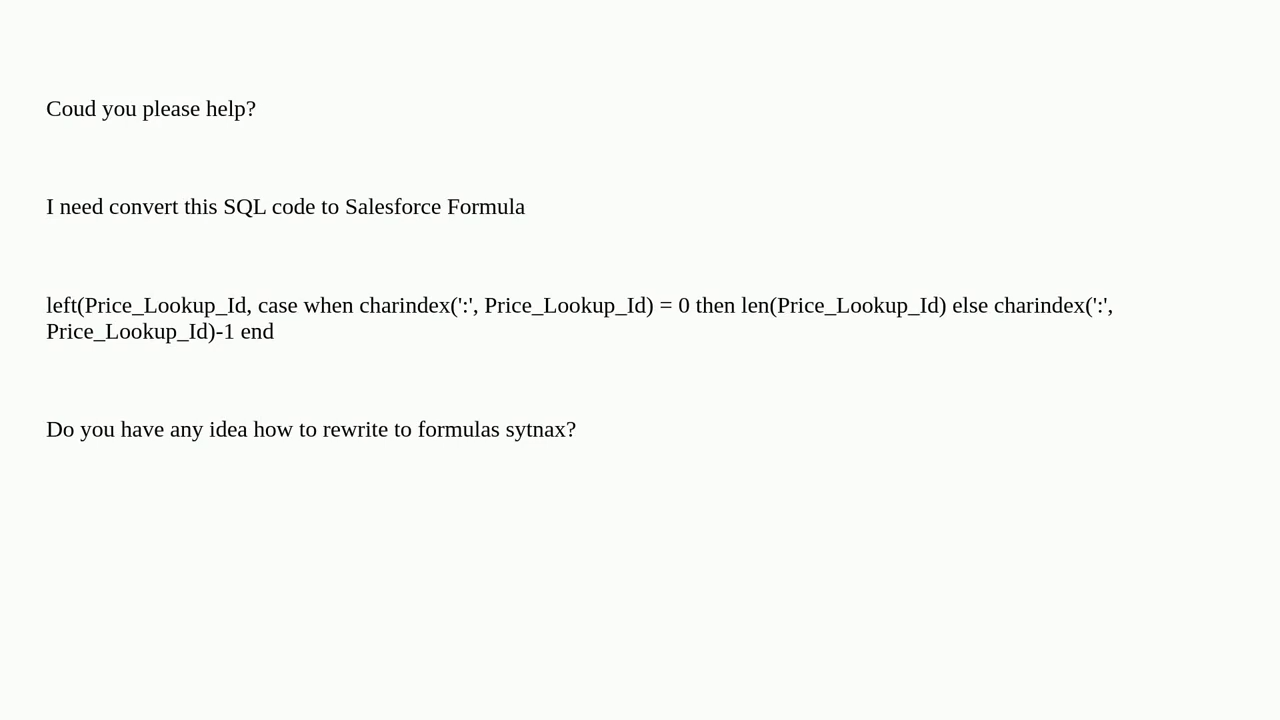 Coud you please help?
I need convert this SQL code to Salesforce Formula
left(Price_Lookup_Id, case when charindex(':', Price_Lookup_Id) = 0 then len(Price_Lookup_Id) else charindex(':',
Price_Lookup_Id)-1 end
Do you have any idea how to rewrite to formulas sytnax?